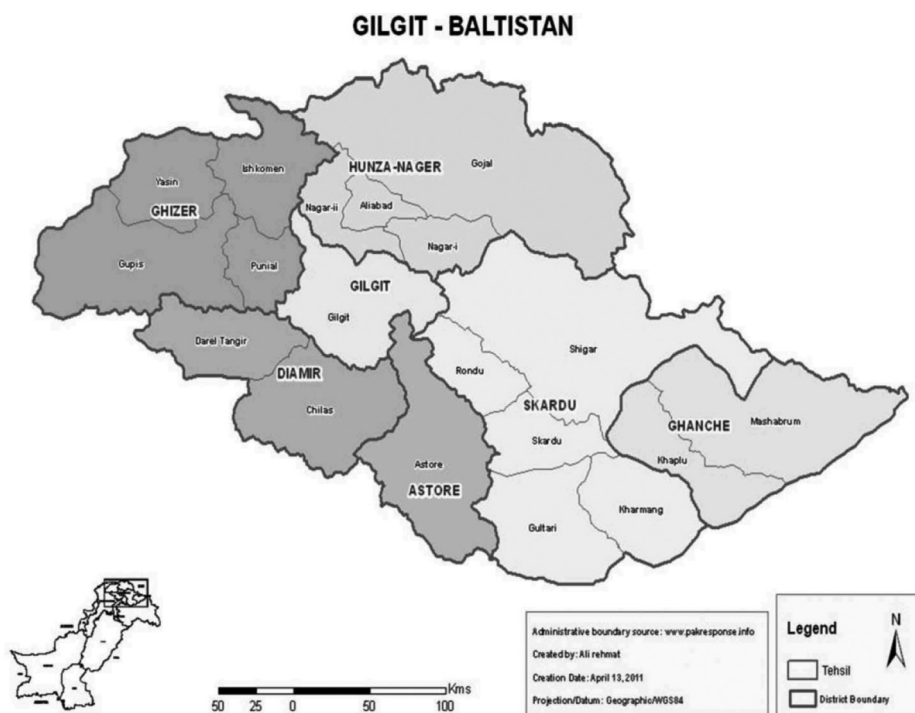 GILGIT - BALTISTAN
Ishkomen
Yasin
HUNZA-NAGER
Gojal
GHIZER
Nagar-ii
Aliabad
Nagar-i
Gupis
Punial
GILGIT
Gilgit
Darel Tangir
Shigar
DIAMIR
Rondu
Chilas
SKARDU
Mashabrum
GHANCHE
Skardu
Khaplu
Astore
ASTORE
Kharmang
Gultari
Administrative boundary source: www.pakresponse.info
Created by: Ali rehmat
Creation Date: April 13, 2011
Projection/Datum: Geographic/WGS84
Legend
N
Tehsil
District Boundary
Kms
50 25 0 50 100